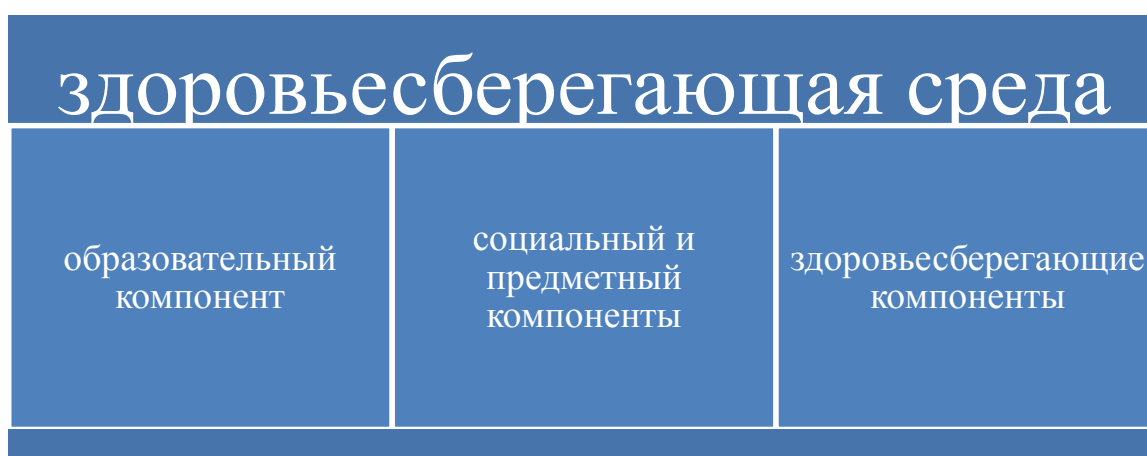 здоровьесберегающая среда
образовательный
компонент
социальный и
предметный
компоненты
здоровьесберегающие
компоненты